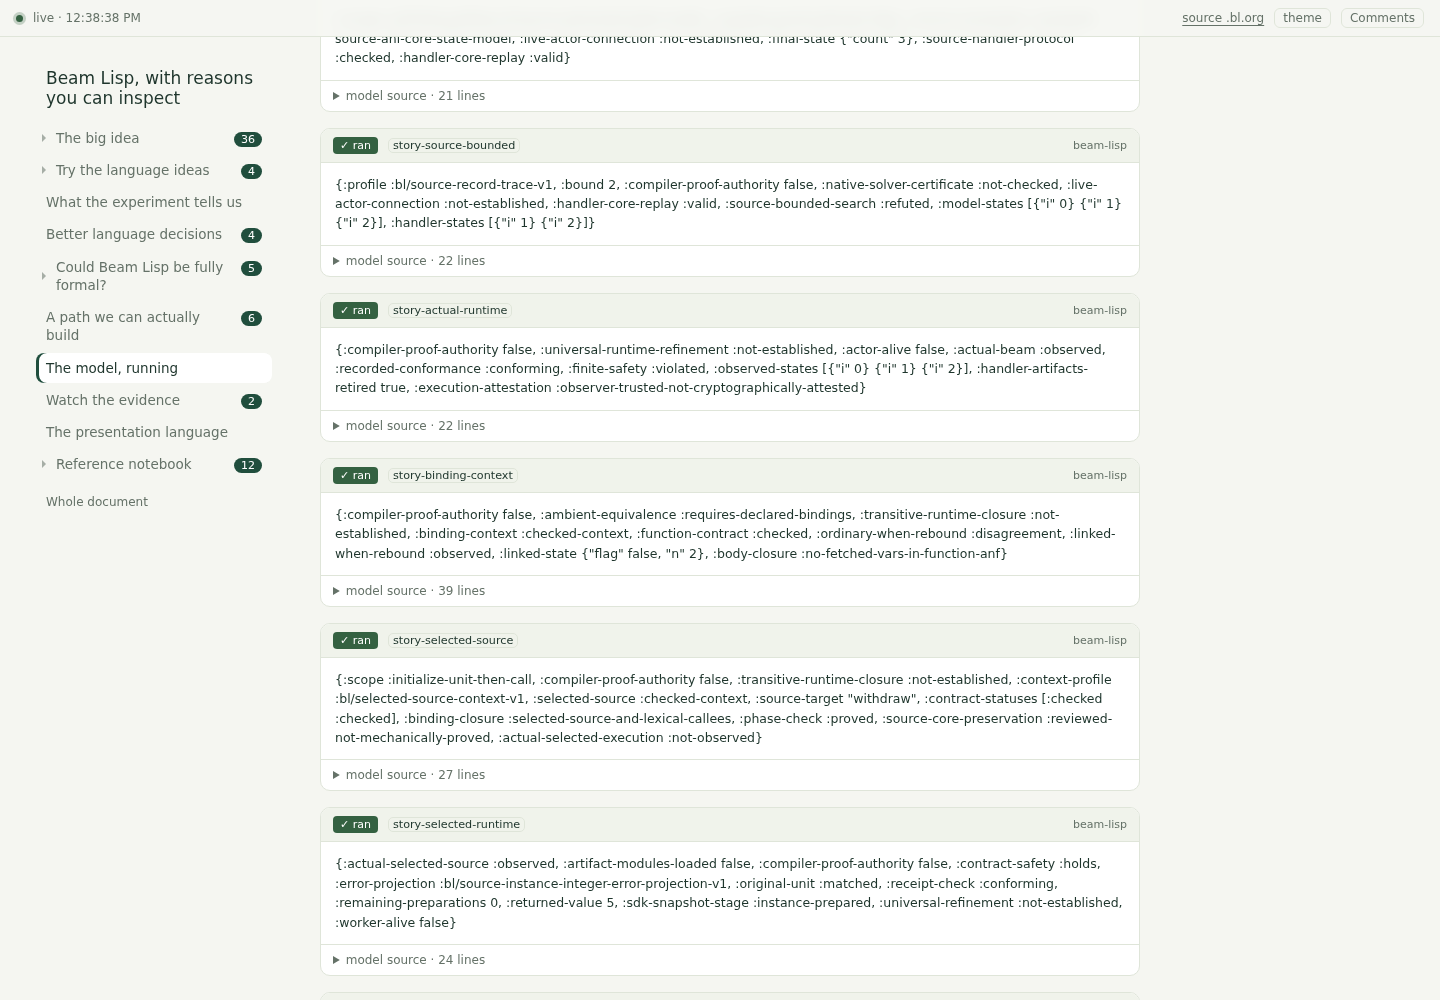 live · 12:38:38 PM
source .bl.org
theme
Comments
Beam Lisp, with reasons
you can inspect
The big idea
36
Try the language ideas
4
What the experiment tells us
Better language decisions
4
Could Beam Lisp be fully
formal?
5
A path we can actually
build
6
The model, running
Watch the evidence
2
The presentation language
Reference notebook
12
Whole document
source-anf-core-state-model, :live-actor-connection :not-established, :final-state {"count" 3}, :source-handler-protocol
:checked, :handler-core-replay :valid}
model source · 21 lines
✓ ran
story-source-bounded
beam-lisp
{:profile :bl/source-record-trace-v1, :bound 2, :compiler-proof-authority false, :native-solver-certificate :not-checked, :live-
actor-connection :not-established, :handler-core-replay :valid, :source-bounded-search :refuted, :model-states [{"i" 0} {"i" 1}
{"i" 2}], :handler-states [{"i" 1} {"i" 2}]}
model source · 22 lines
✓ ran
story-actual-runtime
beam-lisp
{:compiler-proof-authority false, :universal-runtime-refinement :not-established, :actor-alive false, :actual-beam :observed,
:recorded-conformance :conforming, :finite-safety :violated, :observed-states [{"i" 0} {"i" 1} {"i" 2}], :handler-artifacts-
retired true, :execution-attestation :observer-trusted-not-cryptographically-attested}
model source · 22 lines
✓ ran
story-binding-context
beam-lisp
{:compiler-proof-authority false, :ambient-equivalence :requires-declared-bindings, :transitive-runtime-closure :not-
established, :binding-context :checked-context, :function-contract :checked, :ordinary-when-rebound :disagreement, :linked-
when-rebound :observed, :linked-state {"flag" false, "n" 2}, :body-closure :no-fetched-vars-in-function-anf}
model source · 39 lines
✓ ran
story-selected-source
beam-lisp
{:scope :initialize-unit-then-call, :compiler-proof-authority false, :transitive-runtime-closure :not-established, :context-profile
:bl/selected-source-context-v1, :selected-source :checked-context, :source-target "withdraw", :contract-statuses [:checked
:checked], :binding-closure :selected-source-and-lexical-callees, :phase-check :proved, :source-core-preservation :reviewed-
not-mechanically-proved, :actual-selected-execution :not-observed}
model source · 27 lines
✓ ran
story-selected-runtime
beam-lisp
{:actual-selected-source :observed, :artifact-modules-loaded false, :compiler-proof-authority false, :contract-safety :holds,
:error-projection :bl/source-instance-integer-error-projection-v1, :original-unit :matched, :receipt-check :conforming,
:remaining-preparations 0, :returned-value 5, :sdk-snapshot-stage :instance-prepared, :universal-refinement :not-established,
:worker-alive false}
model source · 24 lines